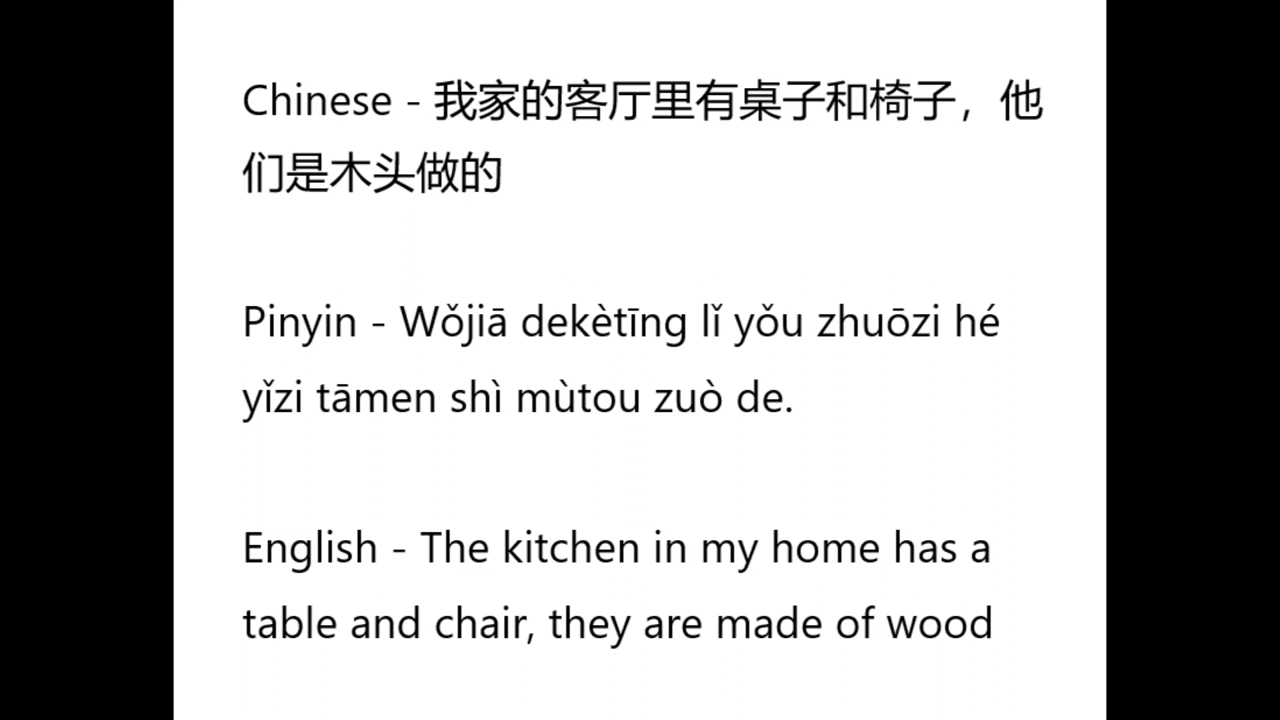 Chinese - 我家的客厅里有桌子和椅子，他
们是木头做的
Pinyin - Wǒjiā dekètīng lǐ yǒu zhuōzi hé
yǐzi tāmen shì mùtou zuò de.
English - The kitchen in my home has a
table and chair, they are made of wood